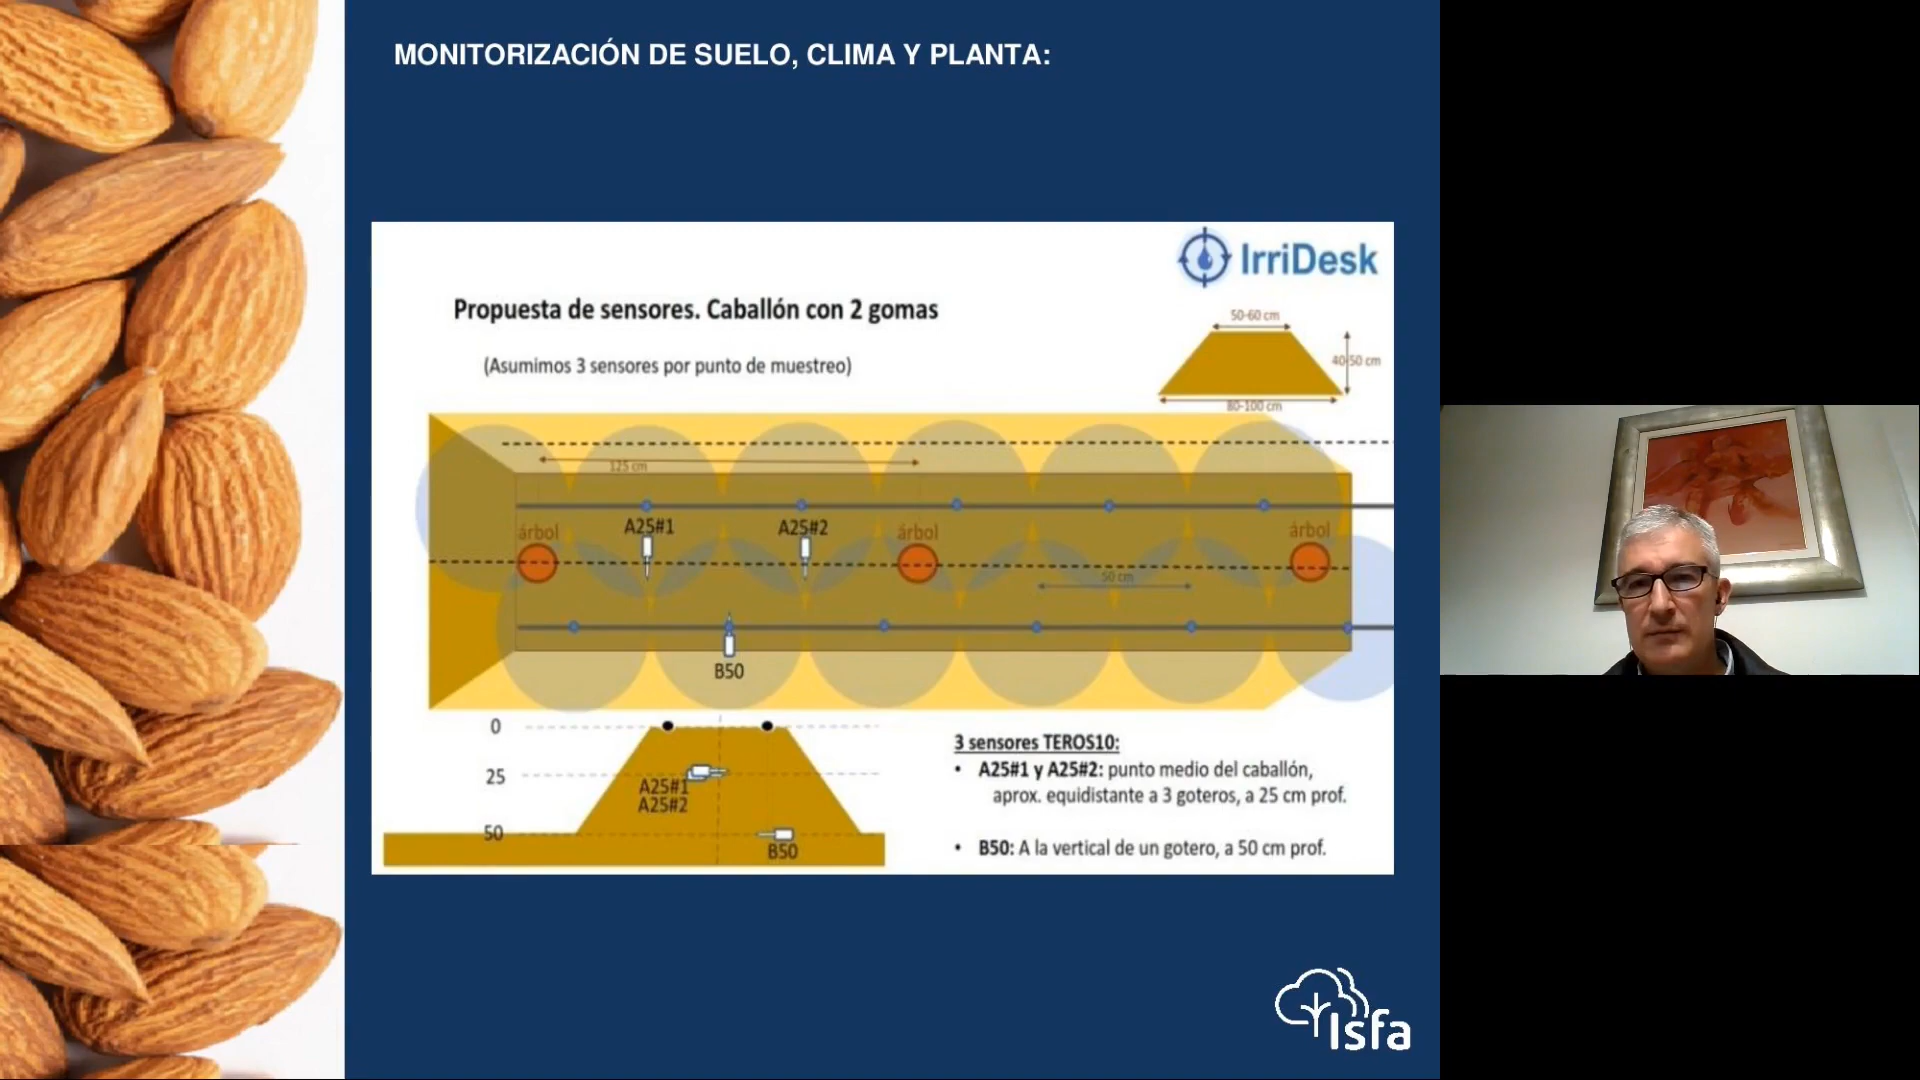 MONITORIZACIÓN DE SUELO, CLIMA Y PLANTA:
IrriDesk
Propuesta de sensores. Caballón con 2 gomas
50-60 cm
(Asumimos 3 sensores por punto de muestreo)
40-50 cm
80-100 cm
125 cm
A25#1
A25#2
árbol
árbol
árbol
50 cm
B50
0
25
A25#1
A25#2
50
B50
3 sensores TEROS10:
• A25#1 y A25#2: punto medio del caballón,
aprox. equidistante a 3 goteros, a 25 cm prof.
• B50: A la vertical de un gotero, a 50 cm prof.
Isfa